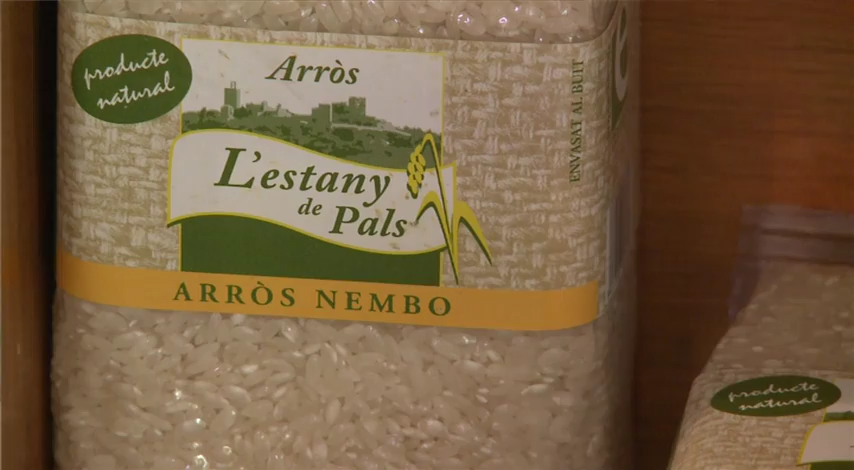 producte
natural
Arròs
L'estany
de Pals
ARRÒS NEMBO
ENVASAT AL BUIT
producte
natural